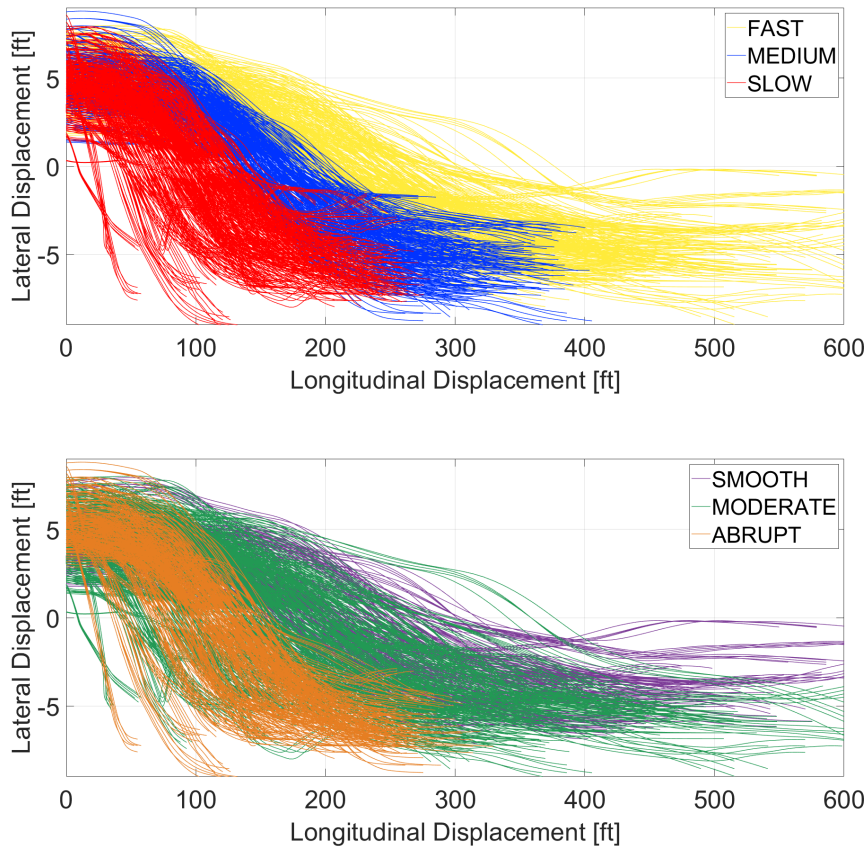 FAST
MEDIUM
SLOW
5
0
-5
Lateral Displacement [ft]
0 100 200 300 400 500 600
Longitudinal Displacement [ft]
SMOOTH
MODERATE
ABRUPT
5
0
-5
Lateral Displacement [ft]
0 100 200 300 400 500 600
Longitudinal Displacement [ft]